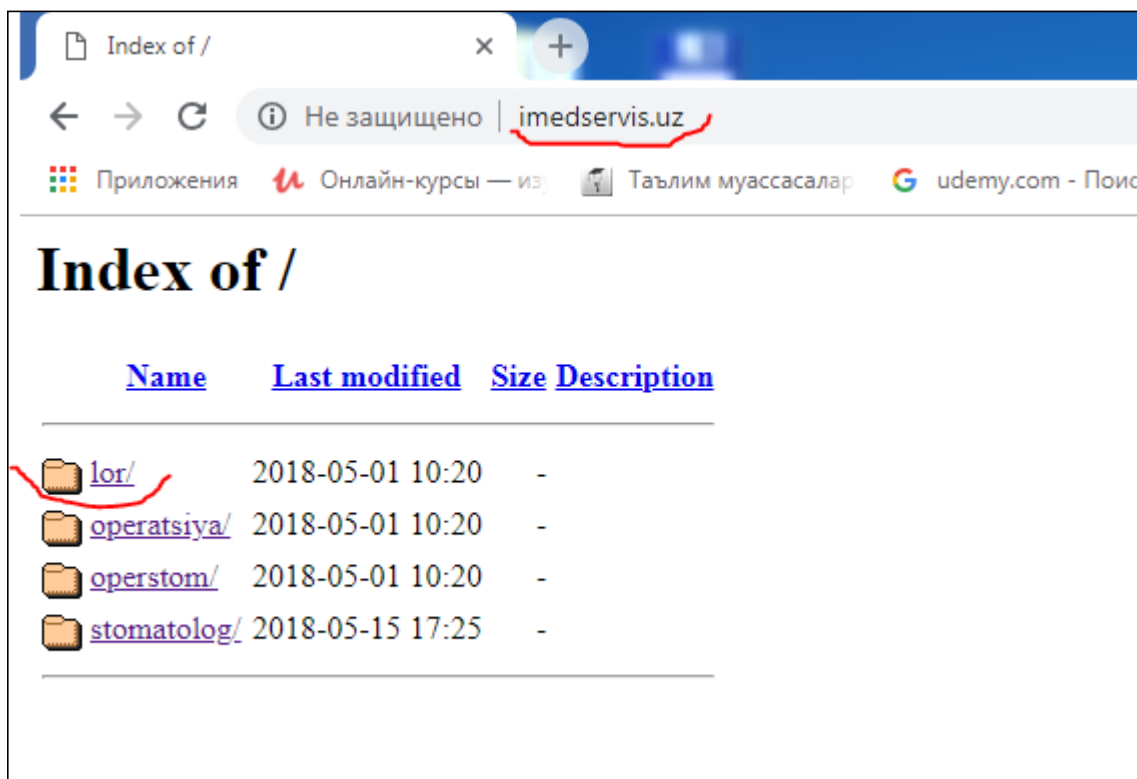 Index of /
Не защищено | imedservis.uz
Приложения Онлайн-курсы — из Таълим муассасалар udemy.com - Поис
Index of /
Name Last modified Size Description
lor/ 2018-05-01 10:20 -
operatsiya/ 2018-05-01 10:20 -
operstom/ 2018-05-01 10:20 -
stomatolog/ 2018-05-15 17:25 -